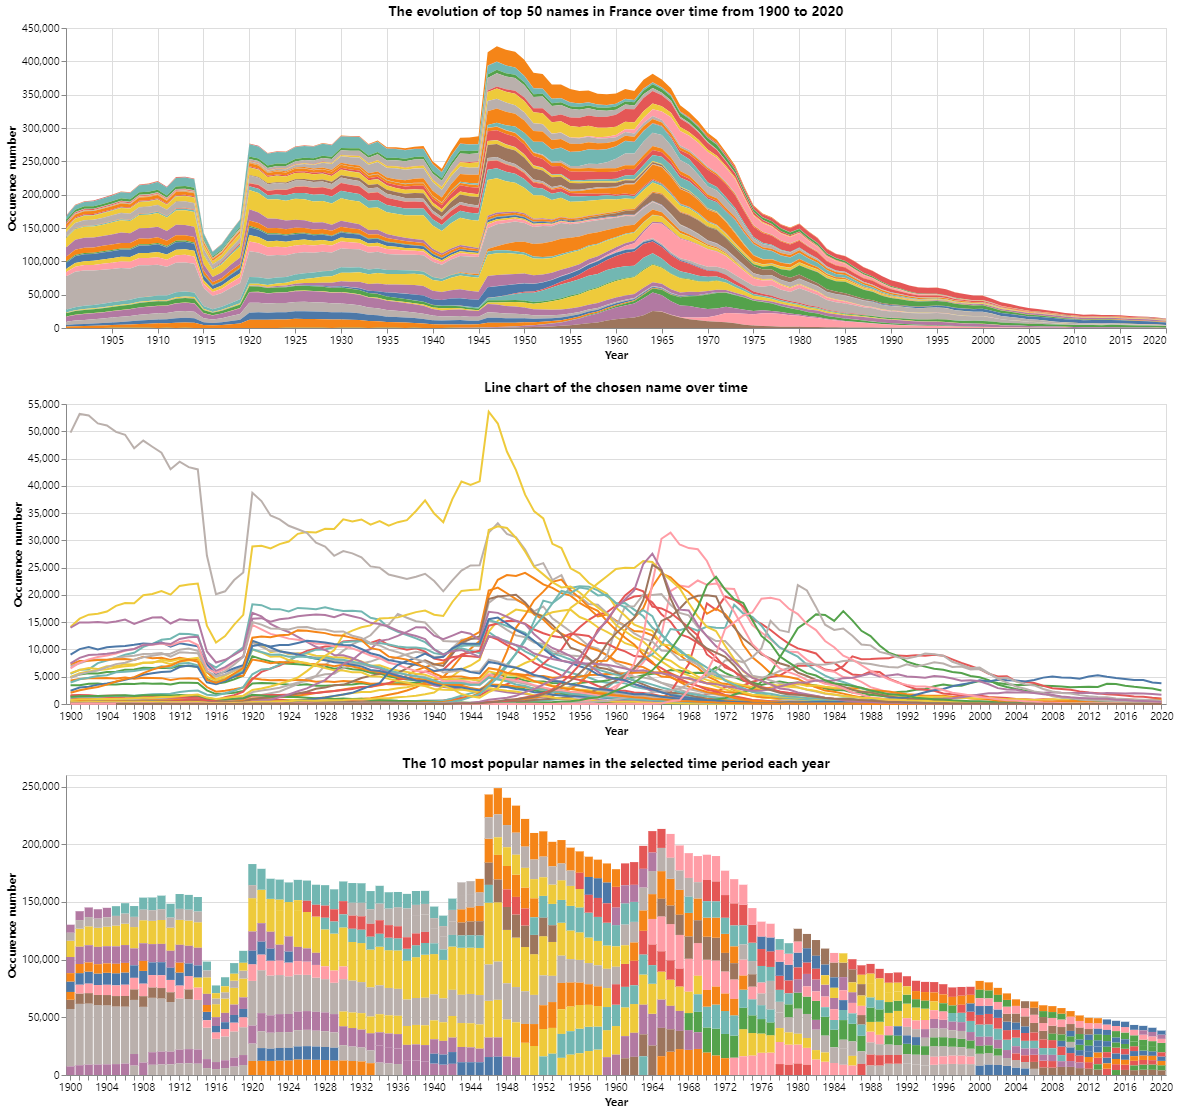 The evolution of top 50 names in France over time from 1900 to 2020
450,000
400,000
350,000
300,000
250,000
200,000
150,000
100,000
50,000
0
Occurence number
1905 1910 1915 1920 1925 1930 1935 1940 1945 1950 1955 1960 1965 1970 1975 1980 1985 1990 1995 2000 2005 2010 2015 2020
Year
Line chart of the chosen name over time
55,000
50,000
45,000
40,000
35,000
30,000
25,000
20,000
15,000
10,000
5,000
0
Occurence number
1900 1904 1908 1912 1916 1920 1924 1928 1932 1936 1940 1944 1948 1952 1956 1960 1964 1968 1972 1976 1980 1984 1988 1992 1996 2000 2004 2008 2012 2016 2020
Year
The 10 most popular names in the selected time period each year
250,000
200,000
150,000
100,000
50,000
0
Occurence number
1900 1904 1908 1912 1916 1920 1924 1928 1932 1936 1940 1944 1948 1952 1956 1960 1964 1968 1972 1976 1980 1984 1988 1992 1996 2000 2004 2008 2012 2016 2020
Year